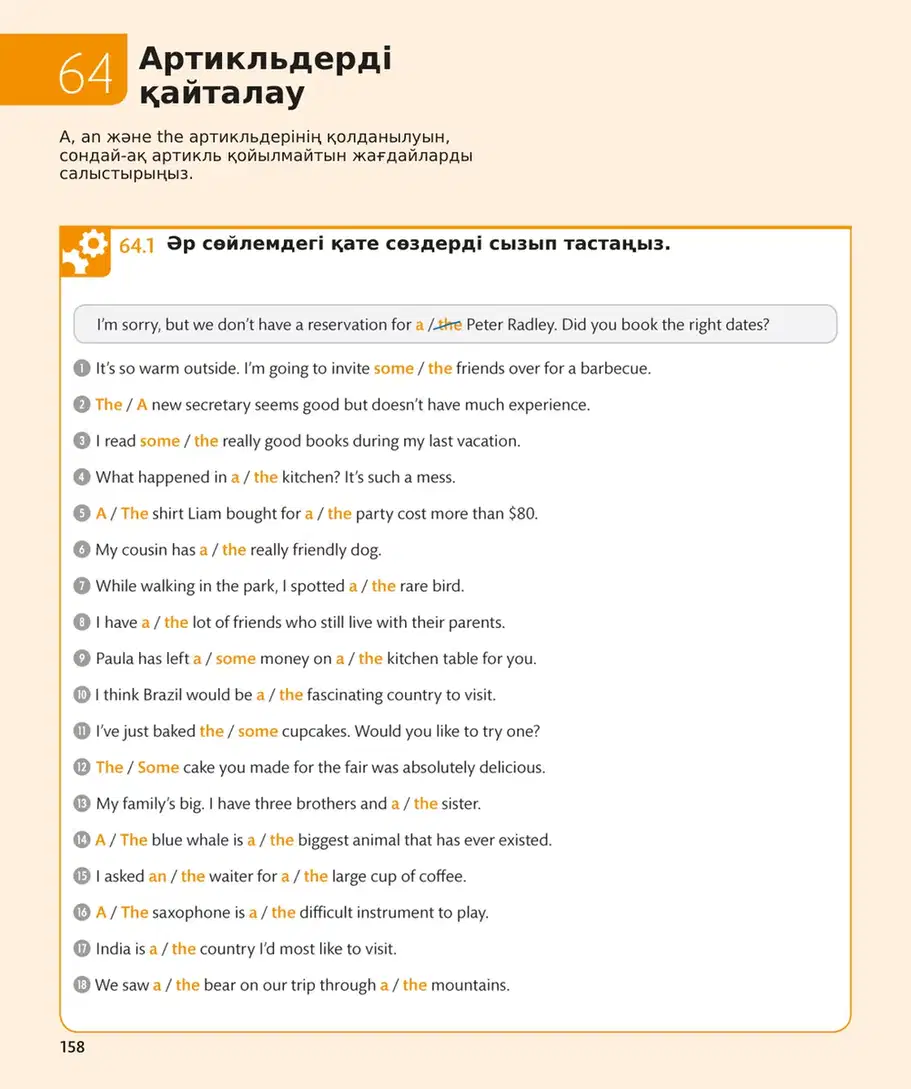 64
Артикльдерді
қайталау
A, an және the артикльдерінің қолданылуын,
сондай-ақ артикль қойылмайтын жағдайларды
салыстырыңыз.
64.1 Әр сөйлемдегі қате сөздерді сызып тастаңыз.
I'm sorry, but we don't have a reservation for a / the Peter Radley. Did you book the right dates?
1 It's so warm outside. I'm going to invite some / the friends over for a barbecue.
2 The / A new secretary seems good but doesn't have much experience.
3 I read some / the really good books during my last vacation.
4 What happened in a / the kitchen? It's such a mess.
5 A / The shirt Liam bought for a / the party cost more than $80.
6 My cousin has a / the really friendly dog.
7 While walking in the park, I spotted a / the rare bird.
8 I have a / the lot of friends who still live with their parents.
9 Paula has left a / some money on a / the kitchen table for you.
10 I think Brazil would be a / the fascinating country to visit.
11 I've just baked the / some cupcakes. Would you like to try one?
12 The / Some cake you made for the fair was absolutely delicious.
13 My family's big. I have three brothers and a / the sister.
14 A / The blue whale is a / the biggest animal that has ever existed.
15 I asked an / the waiter for a / the large cup of coffee.
16 A / The saxophone is a / the difficult instrument to play.
17 India is a / the country I'd most like to visit.
18 We saw a / the bear on our trip through a / the mountains.
158